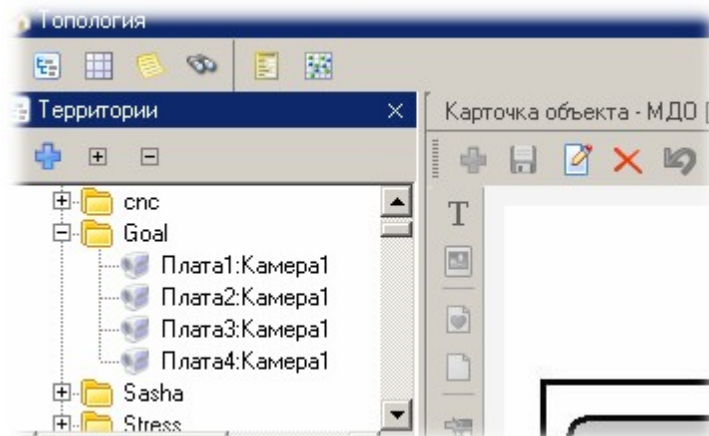 Топология
Территории
Карточка объекта - МДО [
cnc
Goal
Плата1:Камера1
Плата2:Камера1
Плата3:Камера1
Плата4:Камера1
Sasha
Stress
T